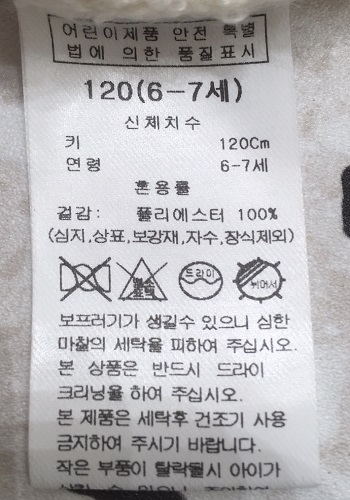 어린이제품 안전 특별
법에 의한 품질표시
120(6-7세)
신체치수
키 120Cm
연령 6-7세
혼용률
겉감: 폴리에스터 100%
(심지,상표,보강재,자수,장식제외)
드라이
뉘어서
보프러기가 생길수 있으니 심한
마찰의 세탁을 피하여 주십시오.
본 상품은 반드시 드라이
크리닝을 하여 주십시오.
본 제품은 세탁후 건조기 사용
금지하여 주시기 바랍니다.
작은 부품이 탈락될시 아이가